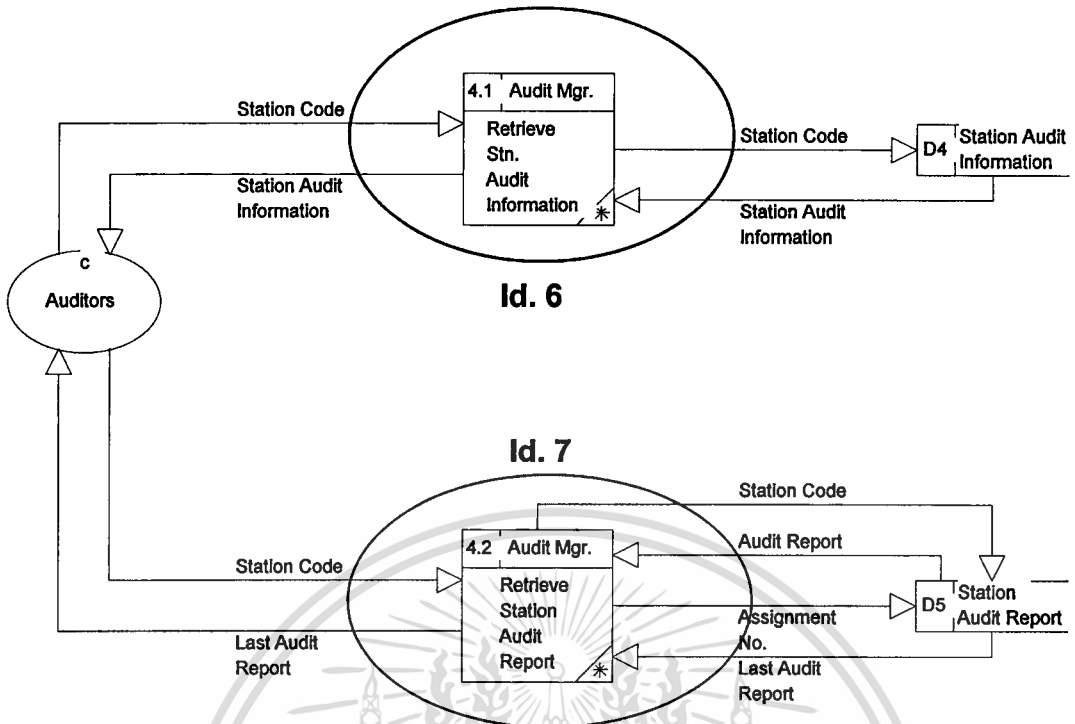 4.1 Audit Mgr.
Retrieve
Stn.
Audit
Information
*
Station Code
Station Audit
Information
Station Code
D4 Station Audit
Information
Station Audit
Information
c
Auditors
Id. 6
Id. 7
4.2 Audit Mgr.
Retrieve
Station
Audit
Report
*
Station Code
Last Audit
Report
Station Code
Audit Report
D5 Station
Audit Report
Assignment
No.
Last Audit
Report